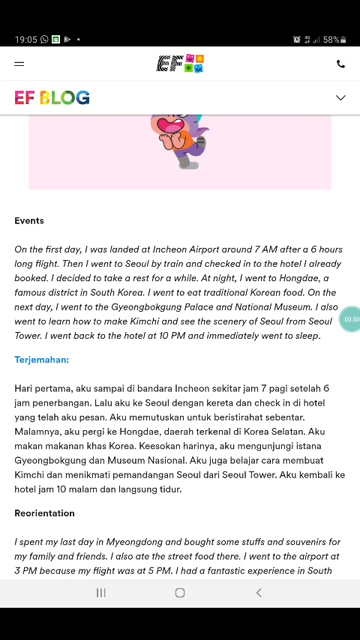 19:05
58%
EF
EF BLOG
Events
On the first day, I was landed at Incheon Airport around 7 AM after a 6 hours
long flight. Then I went to Seoul by train and checked in to the hotel I already
booked. I decided to take a rest for a while. At night, I went to Hongdae, a
famous district in South Korea. I went to eat traditional Korean food. On the
next day, I went to the Gyeongbokgung Palace and National Museum. I also
went to learn how to make Kimchi and see the scenery of Seoul from Seoul
Tower. I went back to the hotel at 10 PM and immediately went to sleep.
03:50
Terjemahan:
Hari pertama, aku sampai di bandara Incheon sekitar jam 7 pagi setelah 6
jam penerbangan. Lalu aku ke Seoul dengan kereta dan check in di hotel
yang telah aku pesan. Aku memutuskan untuk beristirahat sebentar.
Malamnya, aku pergi ke Hongdae, daerah terkenal di Korea Selatan. Aku
makan makanan khas Korea. Keesokan harinya, aku mengunjungi istana
Gyeongbokgung dan Museum Nasional. Aku juga belajar cara membuat
Kimchi dan menikmati pemandangan Seoul dari Seoul Tower. Aku kembali ke
hotel jam 10 malam dan langsung tidur.
Reorientation
I spent my last day in Myeongdong and bought some stuffs and souvenirs for
my family and friends. I also ate the street food there. I went to the airport at
3 PM because my flight was at 5 PM. I had a fantastic experience in South